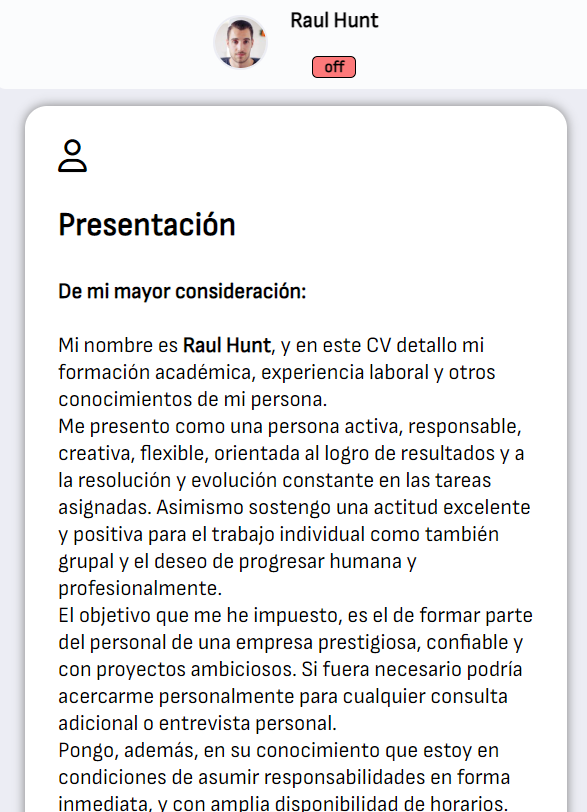 Raul Hunt
off
Presentación
De mi mayor consideración:
Mi nombre es Raul Hunt, y en este CV detallo mi
formación académica, experiencia laboral y otros
conocimientos de mi persona.
Me presento como una persona activa, responsable,
creativa, flexible, orientada al logro de resultados y a
la resolución y evolución constante en las tareas
asignadas. Asimismo sostengo una actitud excelente
y positiva para el trabajo individual como también
grupal y el deseo de progresar humana y
profesionalmente.
El objetivo que me he impuesto, es el de formar parte
del personal de una empresa prestigiosa, confiable y
con proyectos ambiciosos. Si fuera necesario podría
acercarme personalmente para cualquier consulta
adicional o entrevista personal.
Pongo, además, en su conocimiento que estoy en
condiciones de asumir responsabilidades en forma
inmediata, y con amplia disponibilidad de horarios.